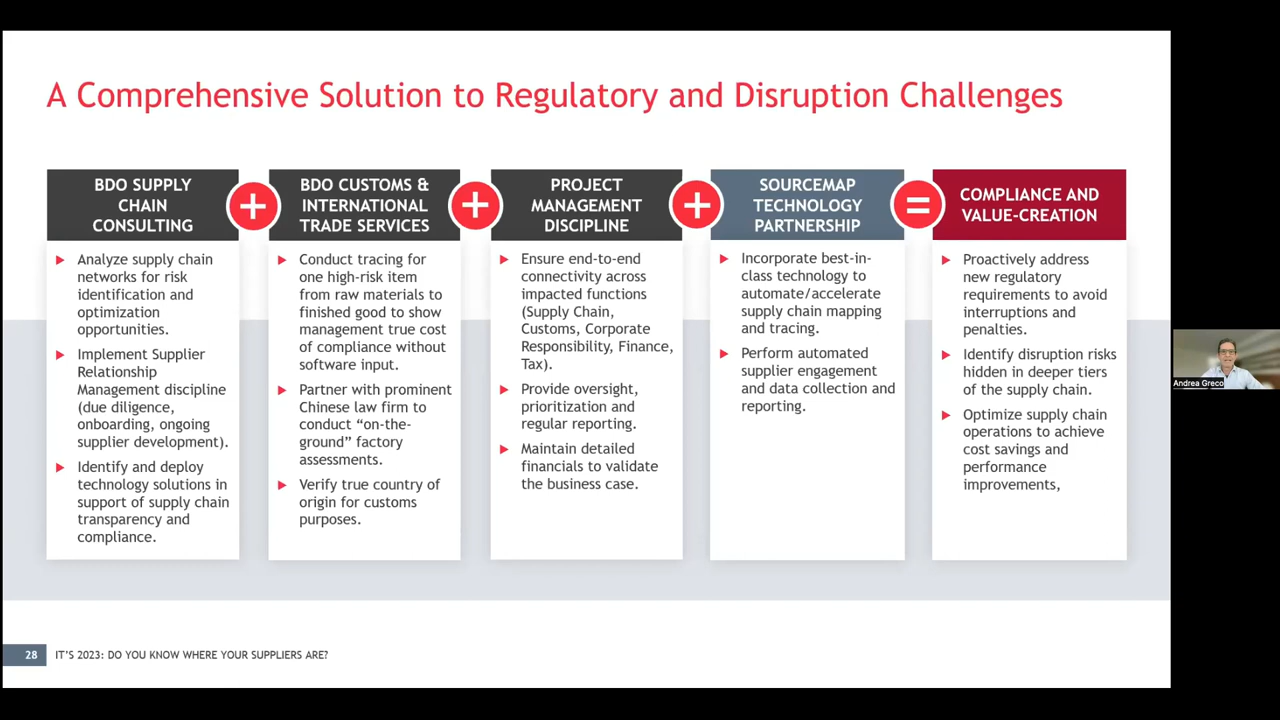 A Comprehensive Solution to Regulatory and Disruption Challenges
BDO SUPPLY
CHAIN
CONSULTING
Analyze supply chain
networks for risk
identification and
optimization
opportunities.
Implement Supplier
Relationship
Management discipline
(due diligence,
onboarding, ongoing
supplier development).
Identify and deploy
technology solutions in
support of supply chain
transparency and
compliance.
+
BDO CUSTOMS &
INTERNATIONAL
TRADE SERVICES
Conduct tracing for
one high-risk item
from raw materials to
finished good to show
management true cost
of compliance without
software input.
Partner with prominent
Chinese law firm to
conduct “on-the-
ground” factory
assessments.
Verify true country of
origin for customs
purposes.
+
PROJECT
MANAGEMENT
DISCIPLINE
Ensure end-to-end
connectivity across
impacted functions
(Supply Chain,
Customs, Corporate
Responsibility, Finance,
Tax).
Provide oversight,
prioritization and
regular reporting.
Maintain detailed
financials to validate
the business case.
+
SOURCEMAP
TECHNOLOGY
PARTNERSHIP
Incorporate best-in-
class technology to
automate/accelerate
supply chain mapping
and tracing.
Perform automated
supplier engagement
and data collection and
reporting.
=
COMPLIANCE AND
VALUE-CREATION
Proactively address
new regulatory
requirements to avoid
interruptions and
penalties.
Identify disruption risks
hidden in deeper tiers
of the supply chain.
Optimize supply chain
operations to achieve
cost savings and
performance
improvements,
Andrea Greco
28
IT’S 2023: DO YOU KNOW WHERE YOUR SUPPLIERS ARE?